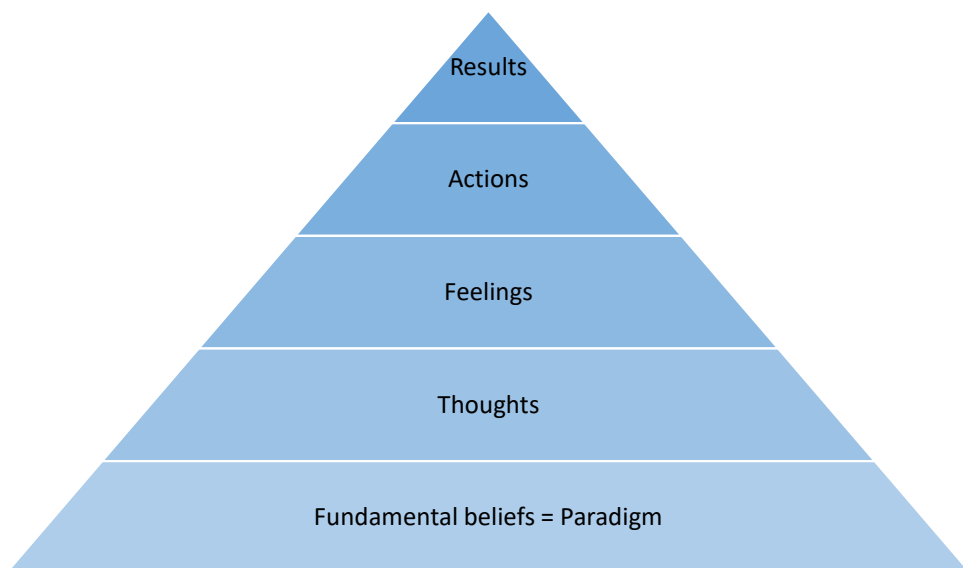 Results
Actions
Feelings
Thoughts
Fundamental beliefs = Paradigm